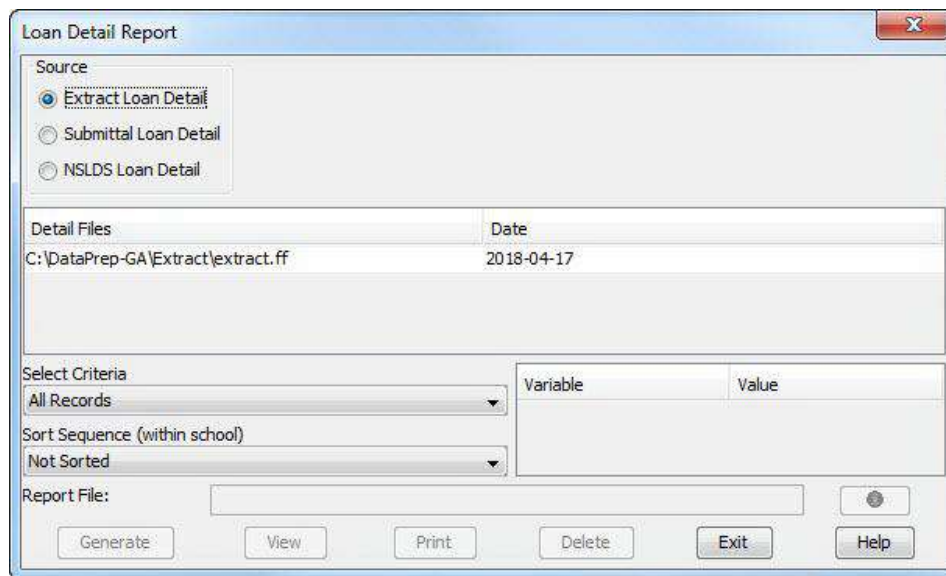 Loan Detail Report
Source
Extract Loan Detail
Submittal Loan Detail
NSLDS Loan Detail
Detail Files Date
C:\DataPrep-GA\Extract\extract.ff 2018-04-17
Select Criteria
All Records
Variable Value
Sort Sequence (within school)
Not Sorted
Report File:
Generate View Print Delete Exit Help